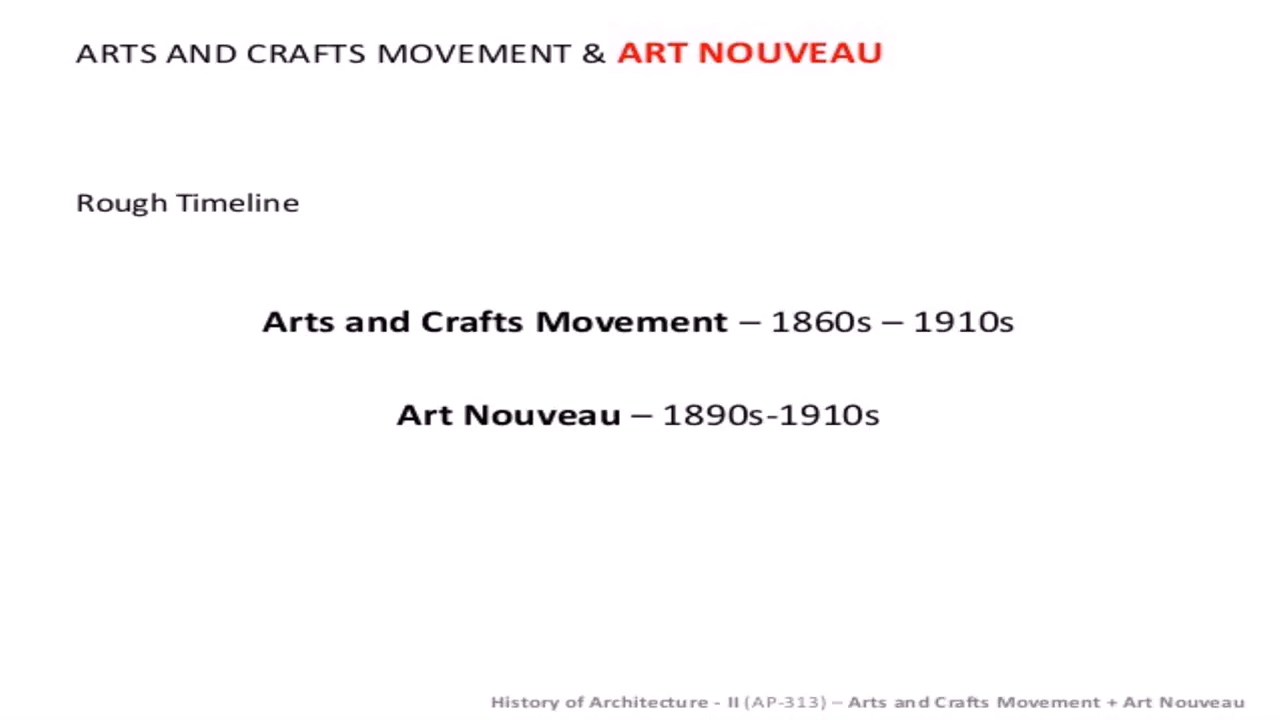 ARTS AND CRAFTS MOVEMENT & ART NOUVEAU
Rough Timeline
Arts and Crafts Movement – 1860s – 1910s
Art Nouveau – 1890s-1910s
History of Architecture - II (AP-313) – Arts and Crafts Movement + Art Nouveau